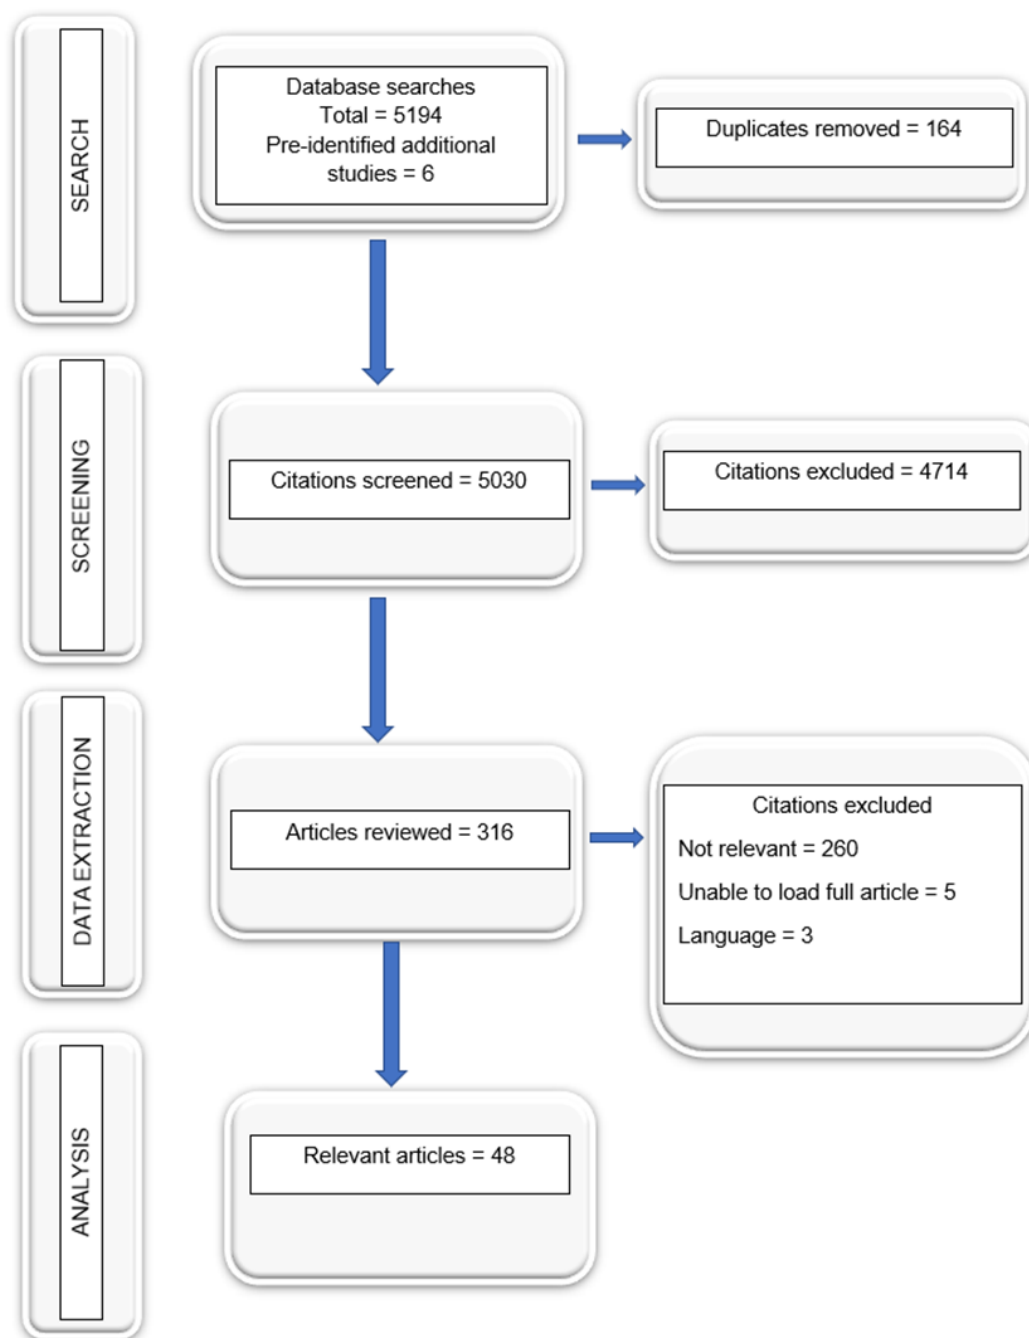 SEARCH
Database searches
Total = 5194
Pre-identified additional
studies = 6
Duplicates removed = 164
SCREENING
Citations screened = 5030
Citations excluded = 4714
DATA EXTRACTION
Articles reviewed = 316
Citations excluded
Not relevant = 260
Unable to load full article = 5
Language = 3
ANALYSIS
Relevant articles = 48